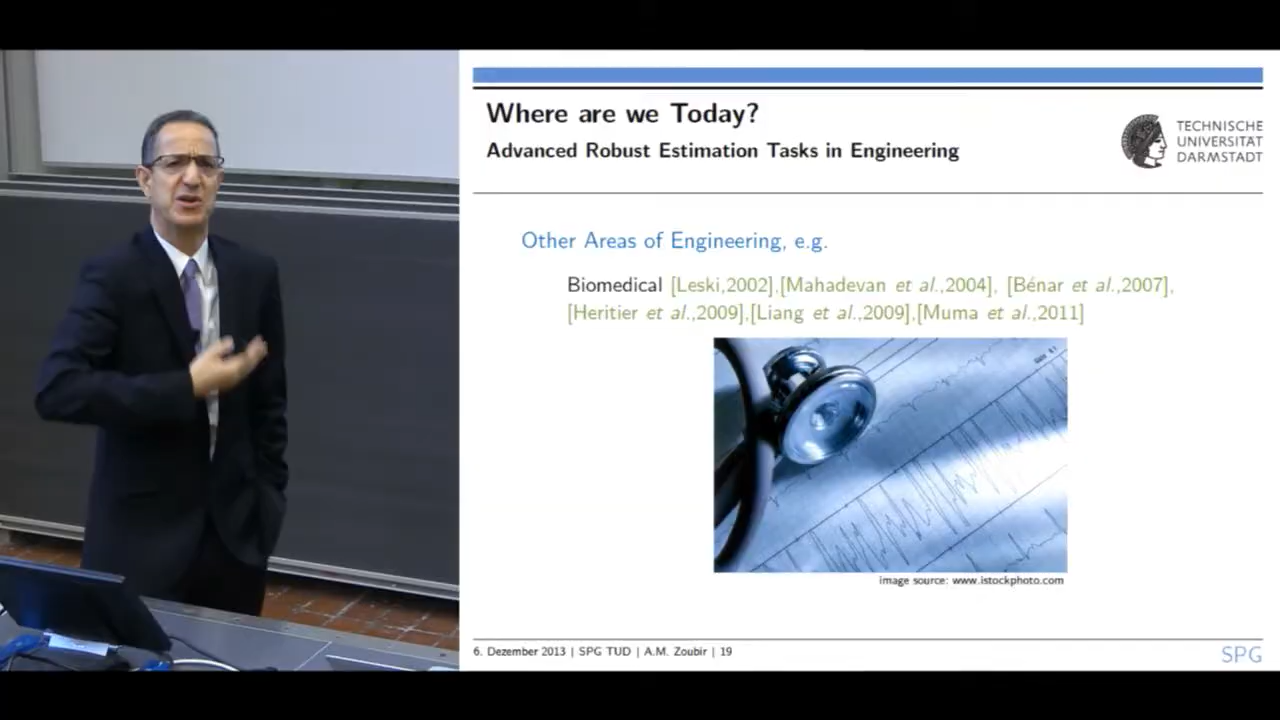 Where are we Today?
Advanced Robust Estimation Tasks in Engineering
TECHNISCHE
UNIVERSITÄT
DARMSTADT
Other Areas of Engineering, e.g.
Biomedical [Leski,2002],[Mahadevan et al.,2004], [Bénar et al.,2007],
[Heritier et al.,2009],[Liang et al.,2009],[Muma et al.,2011]
image source: www.istockphoto.com
6. Dezember 2013 | SPG TUD | A.M. Zoubir | 19
SPG